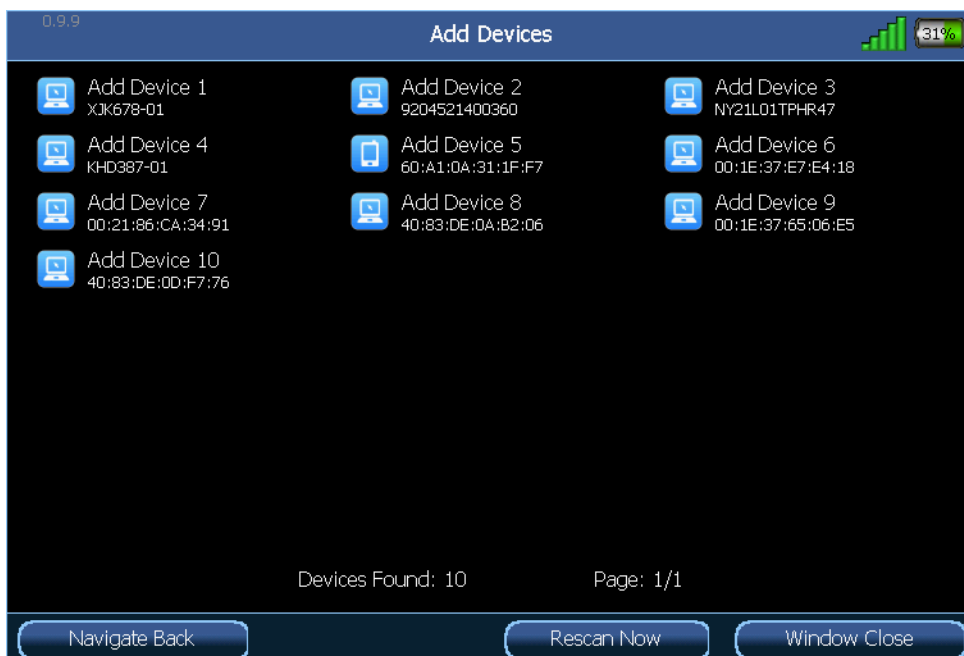 0.9.9
Add Devices
31%
Add Device 1
XJK678-01
Add Device 2
9204521400360
Add Device 3
NY21L01TPHR47
Add Device 4
KHD387-01
Add Device 5
60:A1:0A:31:1F:F7
Add Device 6
00:1E:37:E7:E4:18
Add Device 7
00:21:86:CA:34:91
Add Device 8
40:83:DE:0A:B2:06
Add Device 9
00:1E:37:65:06:E5
Add Device 10
40:83:DE:0D:F7:76
Devices Found: 10
Page: 1/1
Navigate Back
Rescan Now
Window Close